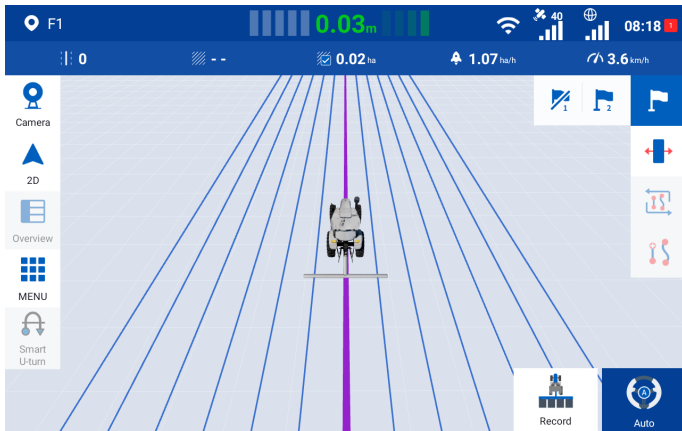 F1
0.03m
40
08:18
1
0
--
0.02 ha
1.07 ha/h
3.6 km/h
Camera
1
2
2D
Overview
MENU
Smart
U-turn
Record
A
Auto